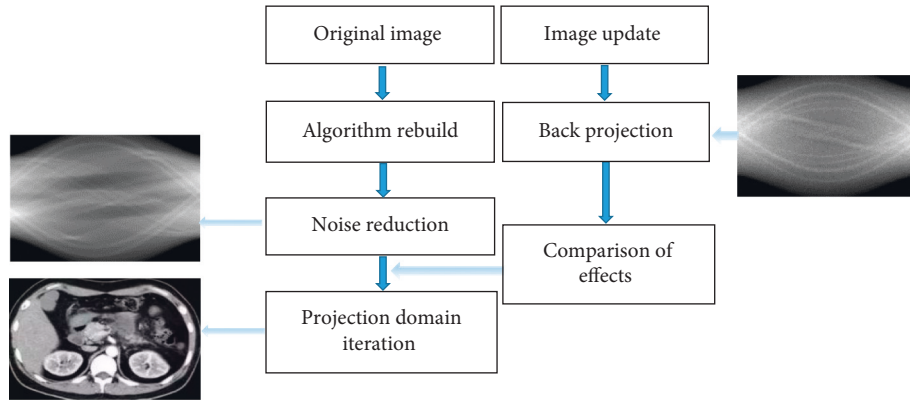 Original image
Image update
Algorithm rebuild
Back projection
Noise reduction
Comparison of
effects
Projection domain
iteration